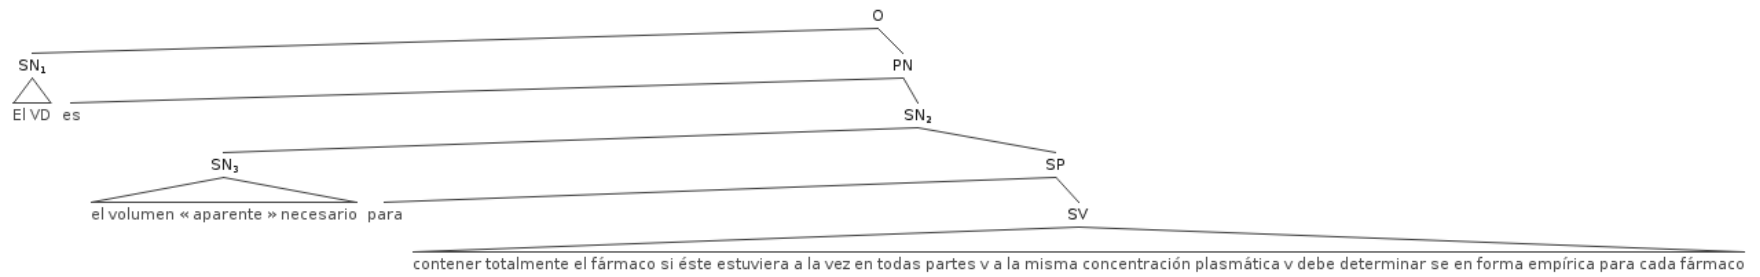 O
SN₁ PN
El VD es SN₂
SN₃ SP
el volumen « aparente » necesario para SV
contener totalmente el fármaco si éste estuviera a la vez en todas partes v a la misma concentración plasmática v debe determinar se en forma empírica para cada fármaco